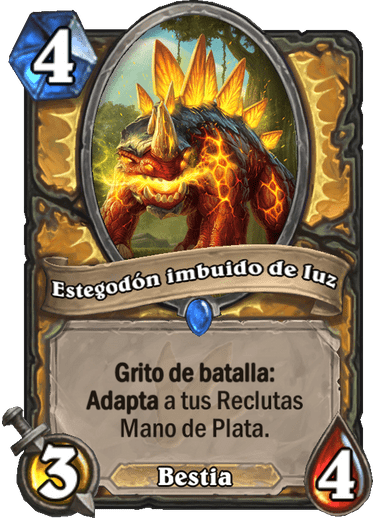 4
Estegodón imbuido de luz
Grito de batalla:
Adapta a tus Reclutas
Mano de Plata.
3
Bestia
4